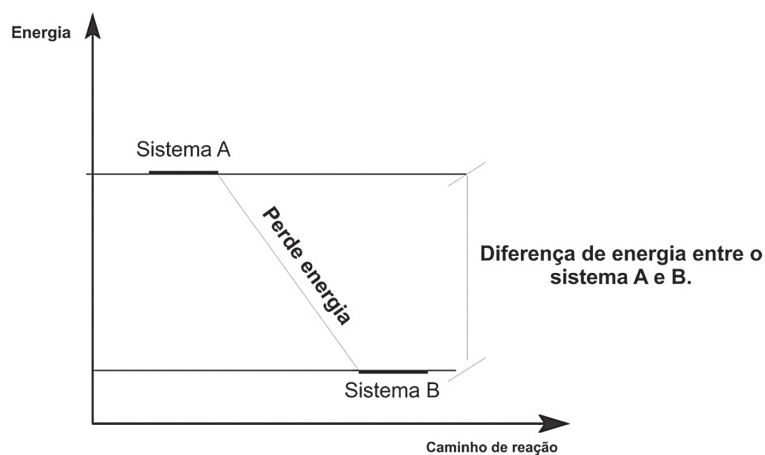 Energia
Sistema A
Perde energia
Diferença de energia entre o
sistema A e B.
Sistema B
Caminho de reação